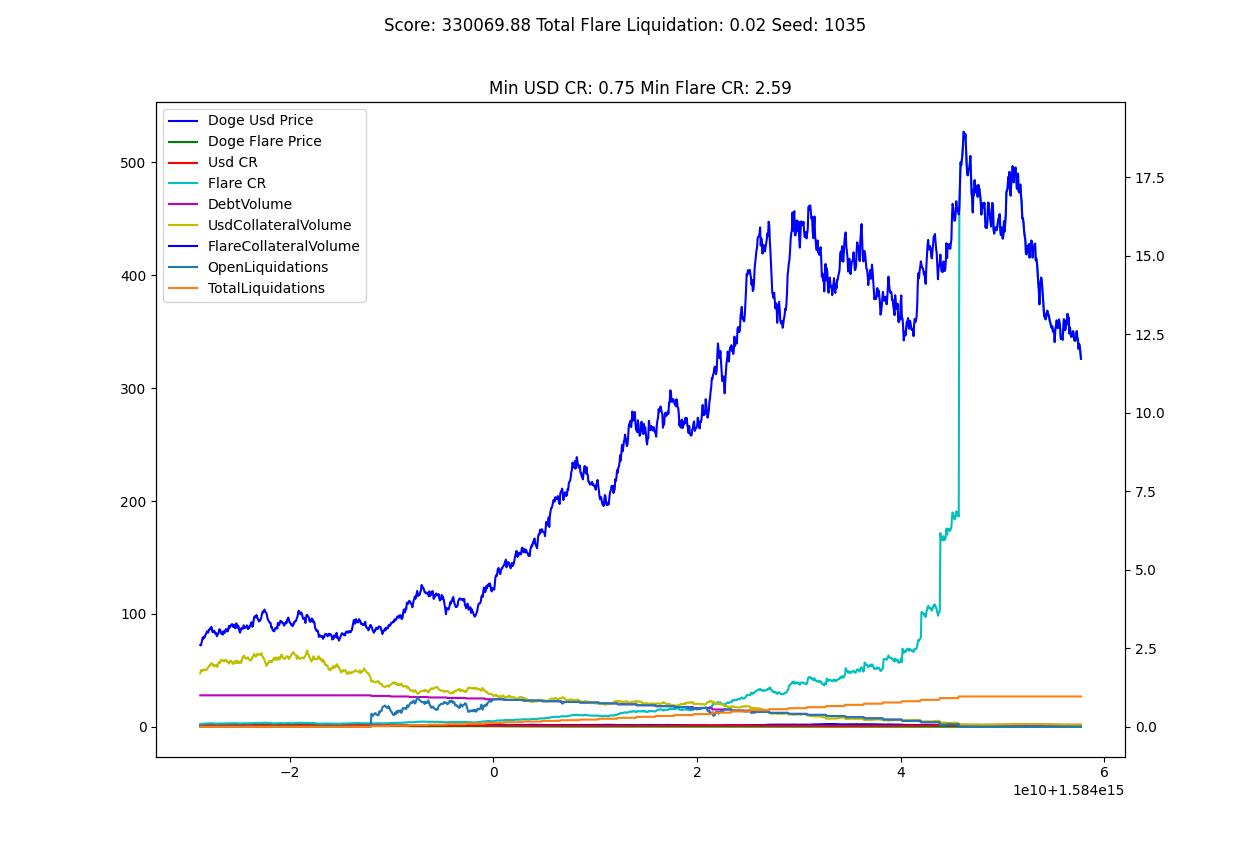 Score: 330069.88 Total Flare Liquidation: 0.02 Seed: 1035
Min USD CR: 0.75 Min Flare CR: 2.59
Doge Usd Price
Doge Flare Price
Usd CR
Flare CR
DebtVolume
UsdCollateralVolume
FlareCollateralVolume
OpenLiquidations
TotalLiquidations
500
400
300
200
100
0
17.5
15.0
12.5
10.0
7.5
5.0
2.5
0.0
−2 0 2 4 6
1e10+1.584e15